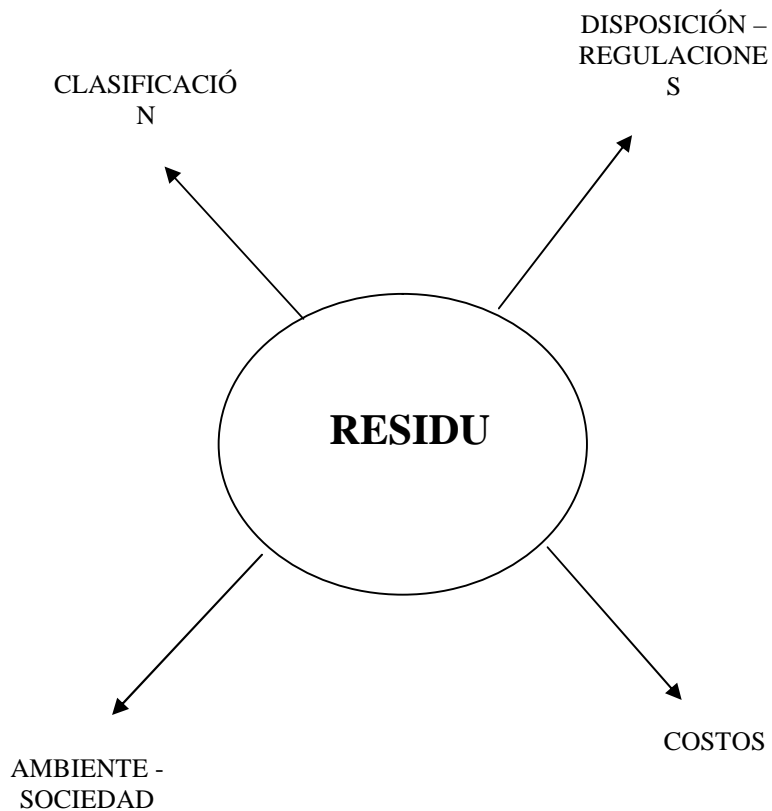 DISPOSICIÓN –
REGULACIONE
S
CLASIFICACIÓ
N
RESIDU
COSTOS
AMBIENTE -
SOCIEDAD